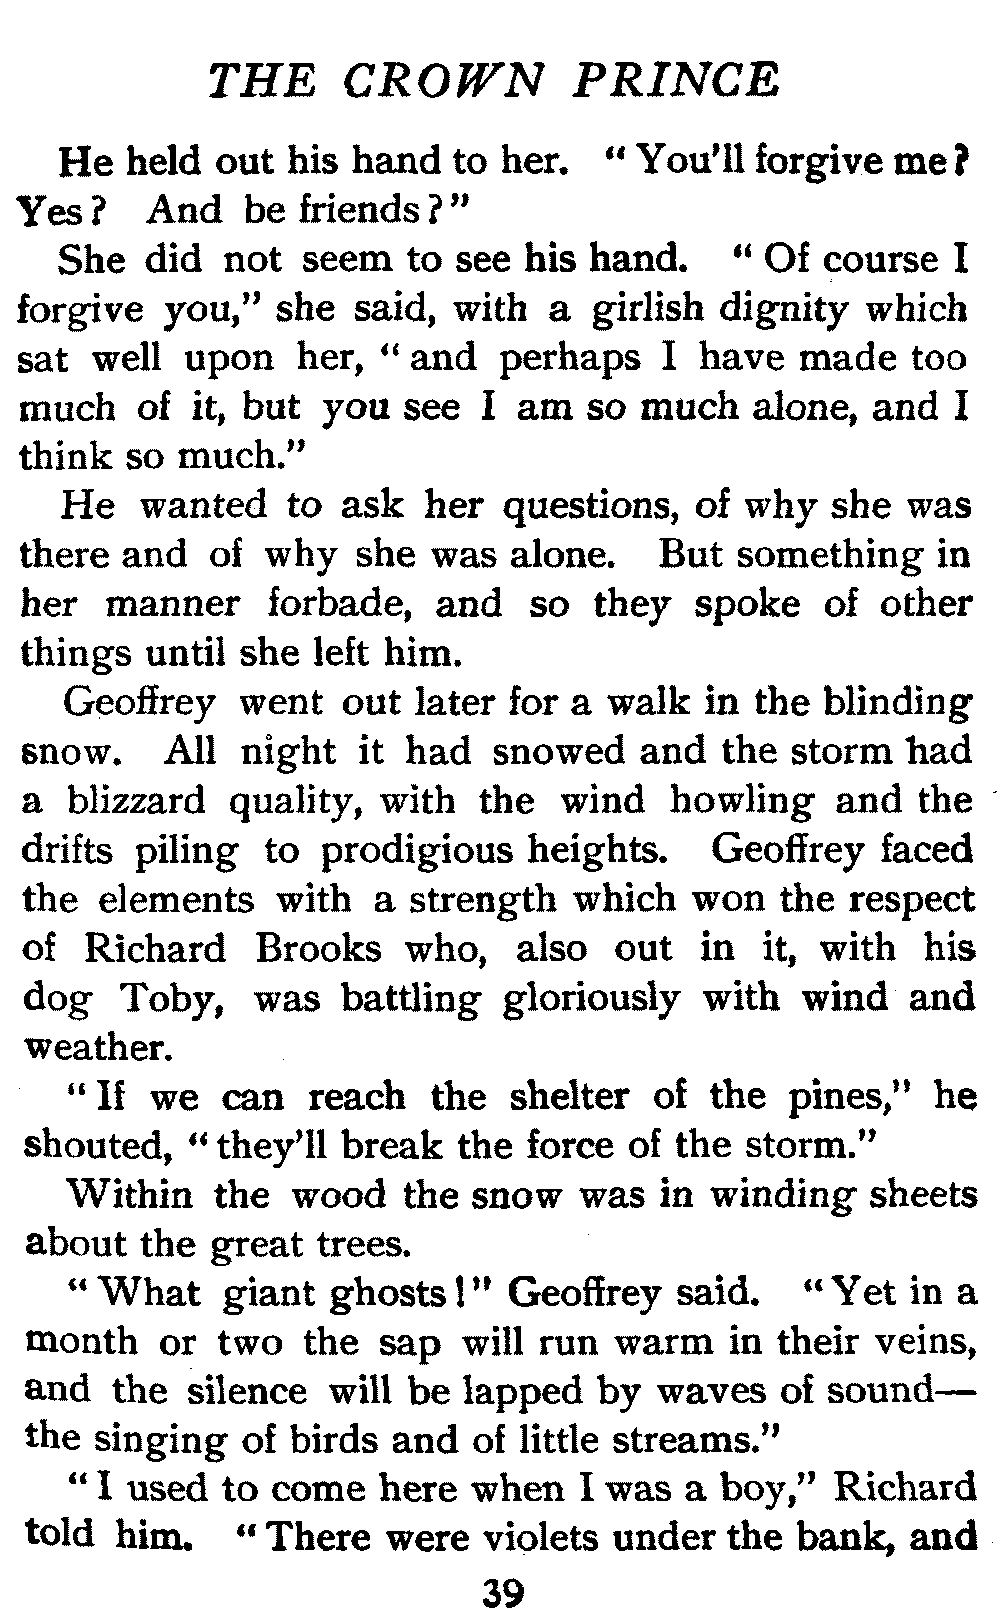 THE CROWN PRINCE
He held out his hand to her. “You'll forgive me?
Yes? And be friends?”
She did not seem to see his hand. “Of course I
forgive you,” she said, with a girlish dignity which
sat well upon her, “and perhaps I have made too
much of it, but you see I am so much alone, and I
think so much.”
He wanted to ask her questions, of why she was
there and of why she was alone. But something in
her manner forbade, and so they spoke of other
things until she left him.
Geoffrey went out later for a walk in the blinding
snow. All night it had snowed and the storm had
a blizzard quality, with the wind howling and the
drifts piling to prodigious heights. Geoffrey faced
the elements with a strength which won the respect
of Richard Brooks who, also out in it, with his
dog Toby, was battling gloriously with wind and
weather.
“If we can reach the shelter of the pines,” he
shouted, “they'll break the force of the storm.”
Within the wood the snow was in winding sheets
about the great trees.
“What giant ghosts!” Geoffrey said. “Yet in a
month or two the sap will run warm in their veins,
and the silence will be lapped by waves of sound—
the singing of birds and of little streams.”
“I used to come here when I was a boy,” Richard
told him. “There were violets under the bank, and
39